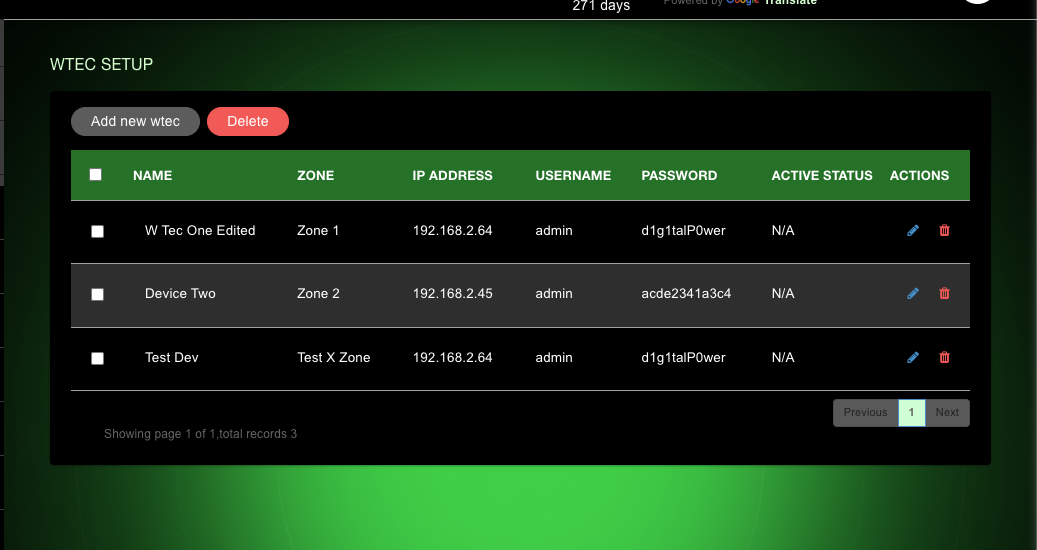 271 days
Powered by Google Translate
WTEC SETUP
Add new wtec Delete
NAME ZONE IP ADDRESS USERNAME PASSWORD ACTIVE STATUS ACTIONS
W Tec One Edited Zone 1 192.168.2.64 admin d1g1talP0wer N/A
Device Two Zone 2 192.168.2.45 admin acde2341a3c4 N/A
Test Dev Test X Zone 192.168.2.64 admin d1g1talP0wer N/A
Previous 1 Next
Showing page 1 of 1,total records 3